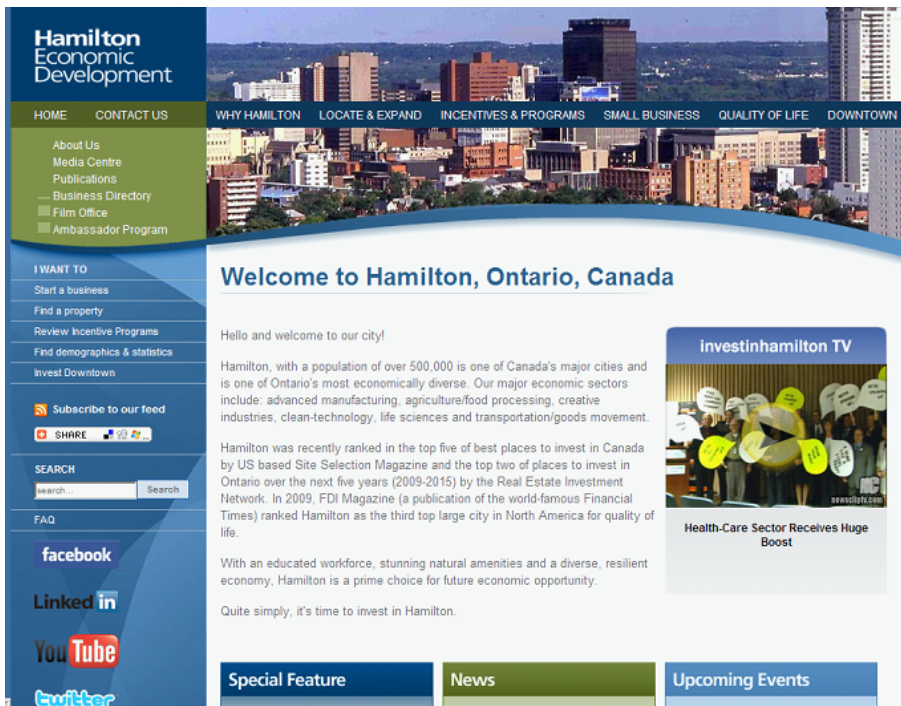 Hamilton
Economic
Development
HOME CONTACT US WHY HAMILTON LOCATE & EXPAND INCENTIVES & PROGRAMS SMALL BUSINESS QUALITY OF LIFE DOWNTOWN
About Us
Media Centre
Publications
Business Directory
Film Office
Ambassador Program
I WANT TO
Start a business
Find a property
Review Incentive Programs
Find demographics & statistics
Invest Downtown
Subscribe to our feed
SHARE
SEARCH
search...
Search
FAQ
facebook
Linked in
YouTube
twitter
Welcome to Hamilton, Ontario, Canada
Hello and welcome to our city!
Hamilton, with a population of over 500,000 is one of Canada's major cities and
is one of Ontario's most economically diverse. Our major economic sectors
include: advanced manufacturing, agriculture/food processing, creative
industries, clean-technology, life sciences and transportation/goods movement.
Hamilton was recently ranked in the top five of best places to invest in Canada
by US based Site Selection Magazine and the top two of places to invest in
Ontario over the next five years (2009-2015) by the Real Estate Investment
Network. In 2009, FDI Magazine (a publication of the world-famous Financial
Times) ranked Hamilton as the third top large city in North America for quality of
life.
With an educated workforce, stunning natural amenities and a diverse, resilient
economy, Hamilton is a prime choice for future economic opportunity.
Quite simply, it's time to invest in Hamilton.
investinhamilton TV
newscliptv.com
Health-Care Sector Receives Huge
Boost
Special Feature
News
Upcoming Events